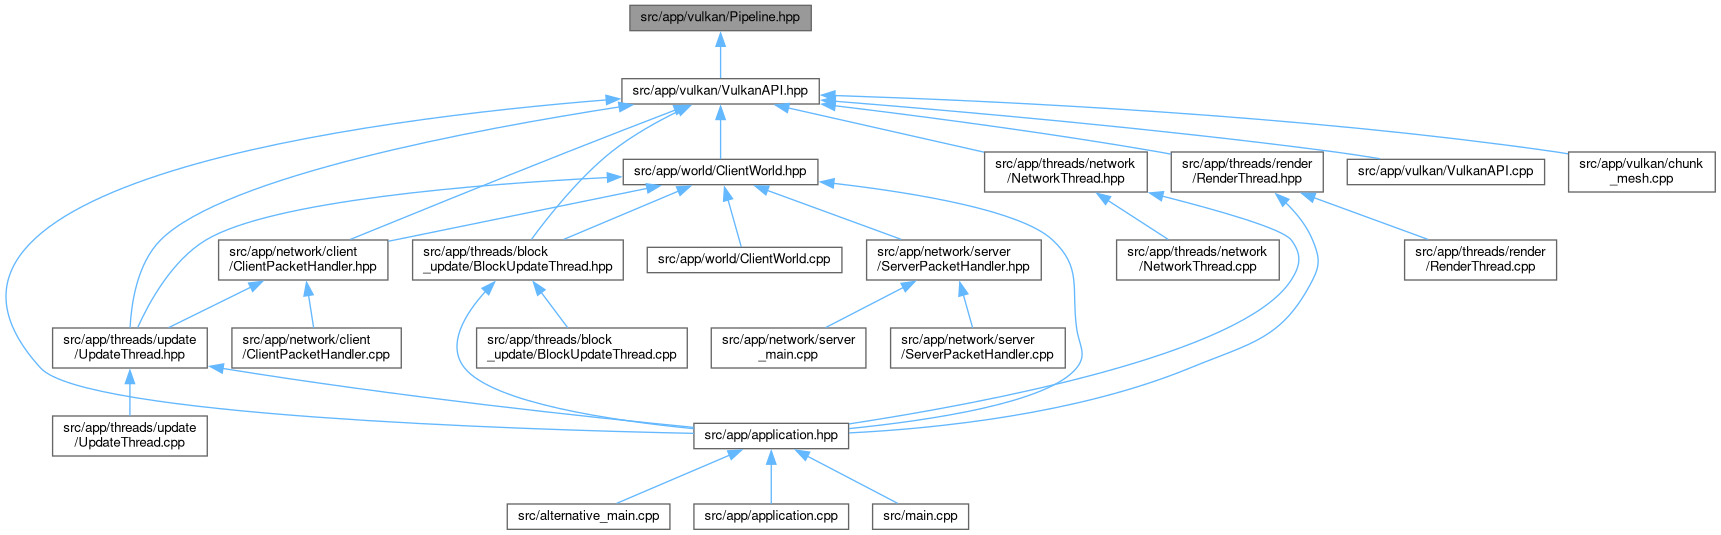 src/app/vulkan/Pipeline.hpp
src/app/vulkan/VulkanAPI.hpp
src/app/world/ClientWorld.hpp
src/app/threads/network
/NetworkThread.hpp
src/app/threads/render
/RenderThread.hpp
src/app/vulkan/VulkanAPI.cpp
src/app/vulkan/chunk
_mesh.cpp
src/app/network/client
/ClientPacketHandler.hpp
src/app/threads/block
_update/BlockUpdateThread.hpp
src/app/world/ClientWorld.cpp
src/app/network/server
/ServerPacketHandler.hpp
src/app/threads/network
/NetworkThread.cpp
src/app/threads/render
/RenderThread.cpp
src/app/threads/update
/UpdateThread.hpp
src/app/network/client
/ClientPacketHandler.cpp
src/app/threads/block
_update/BlockUpdateThread.cpp
src/app/network/server
_main.cpp
src/app/network/server
/ServerPacketHandler.cpp
src/app/threads/update
/UpdateThread.cpp
src/app/application.hpp
src/alternative_main.cpp
src/app/application.cpp
src/main.cpp